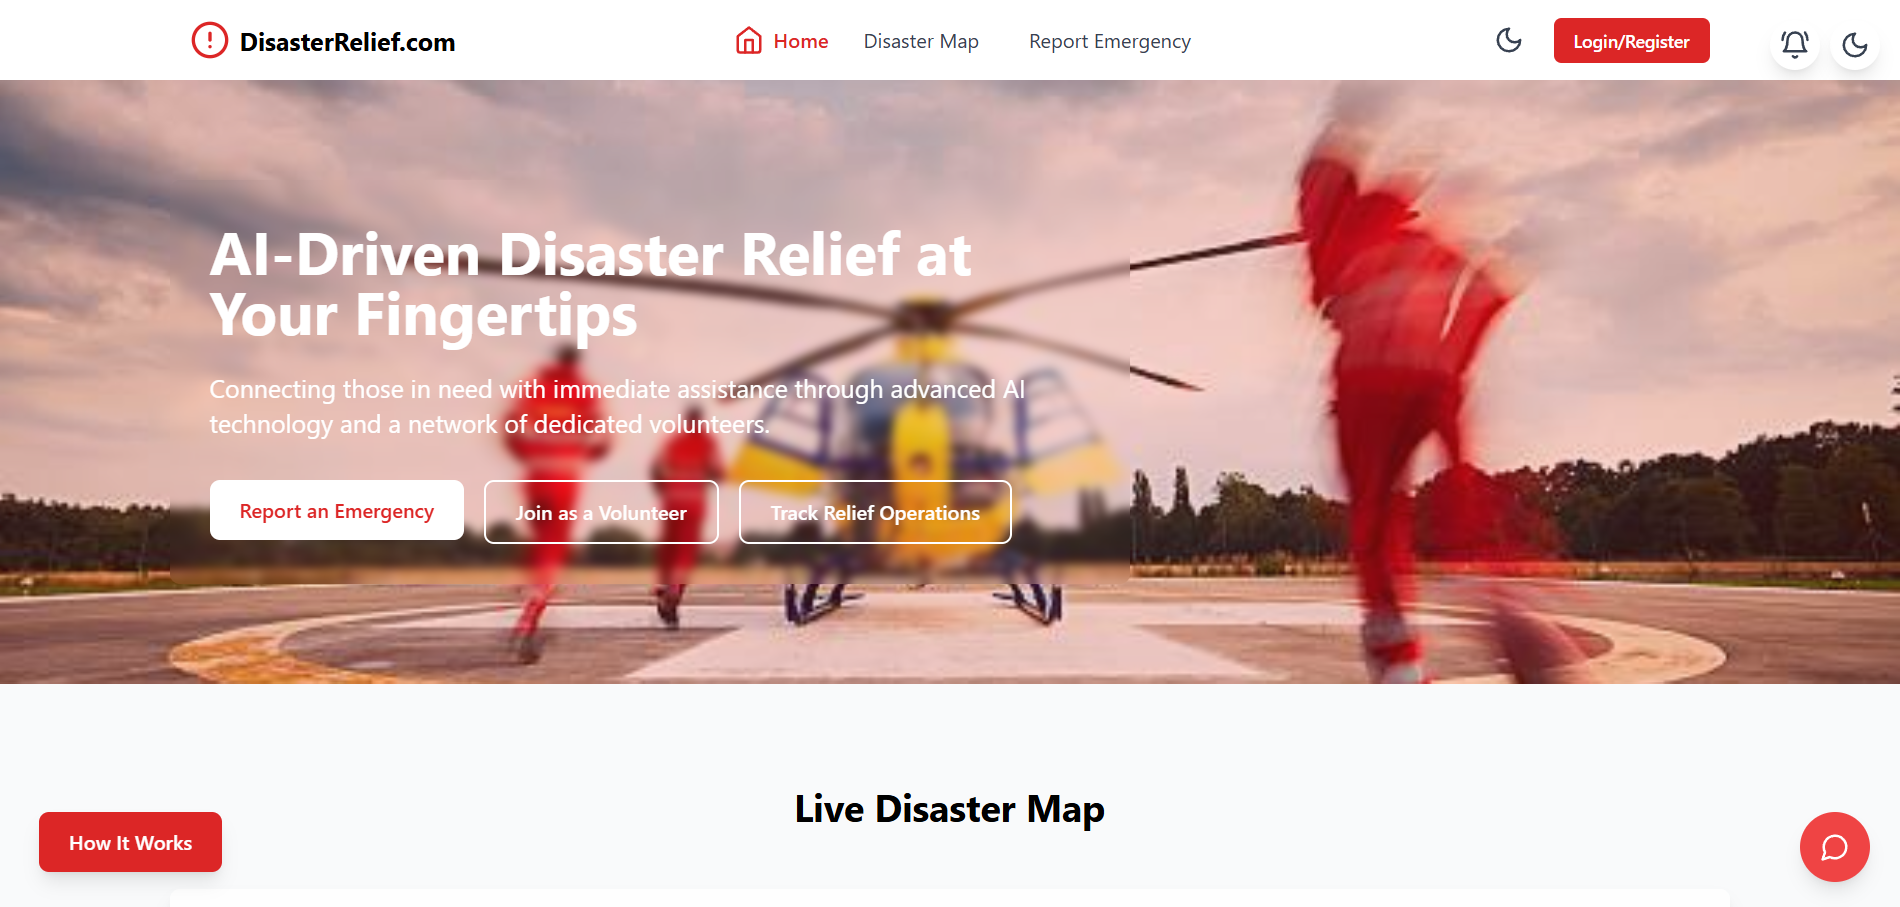 DisasterRelief.com
Home
Disaster Map
Report Emergency
Login/Register
AI-Driven Disaster Relief at
Your Fingertips
Connecting those in need with immediate assistance through advanced AI
technology and a network of dedicated volunteers.
Report an Emergency
Join as a Volunteer
Track Relief Operations
Live Disaster Map
How It Works